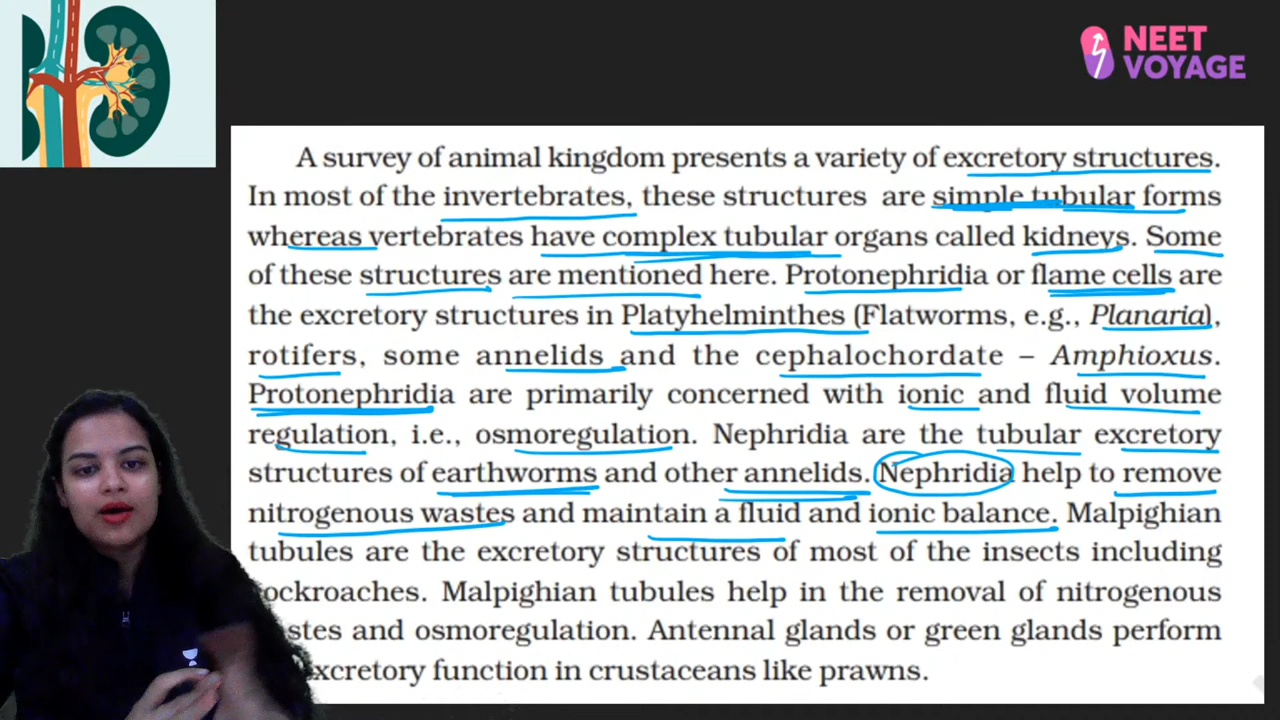 NEET
VOYAGE
A survey of animal kingdom presents a variety of excretory structures.
In most of the invertebrates, these structures are simple tubular forms
whereas vertebrates have complex tubular organs called kidneys. Some
of these structures are mentioned here. Protonephridia or flame cells are
the excretory structures in Platyhelminthes (Flatworms, e.g., Planaria),
rotifers, some annelids and the cephalochordate – Amphioxus.
Protonephridia are primarily concerned with ionic and fluid volume
regulation, i.e., osmoregulation. Nephridia are the tubular excretory
structures of earthworms and other annelids. Nephridia help to remove
nitrogenous wastes and maintain a fluid and ionic balance. Malpighian
tubules are the excretory structures of most of the insects including
ockroaches. Malpighian tubules help in the removal of nitrogenous
stes and osmoregulation. Antennal glands or green glands perform
excretory function in crustaceans like prawns.